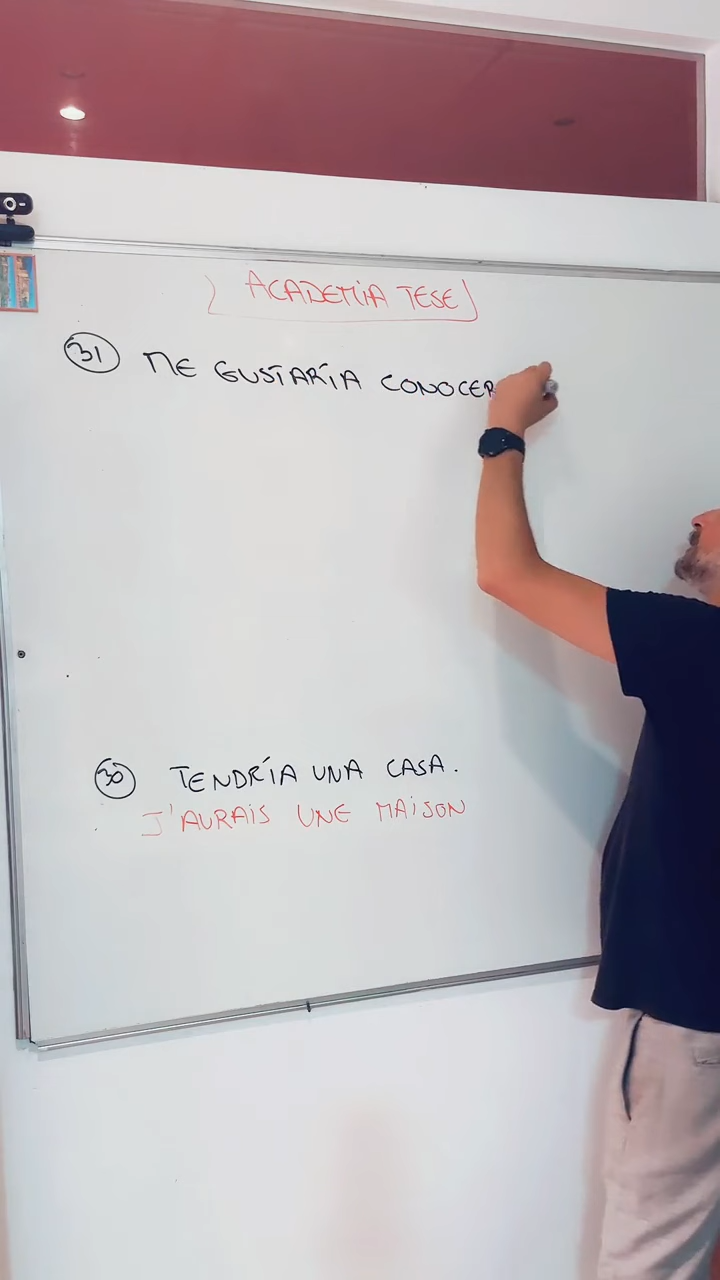 ACADEMIA TESE
31 ME GUSTARÍA CONOCER
30 TENDRÍA UNA CASA.
J'AURAIS UNE MAISON